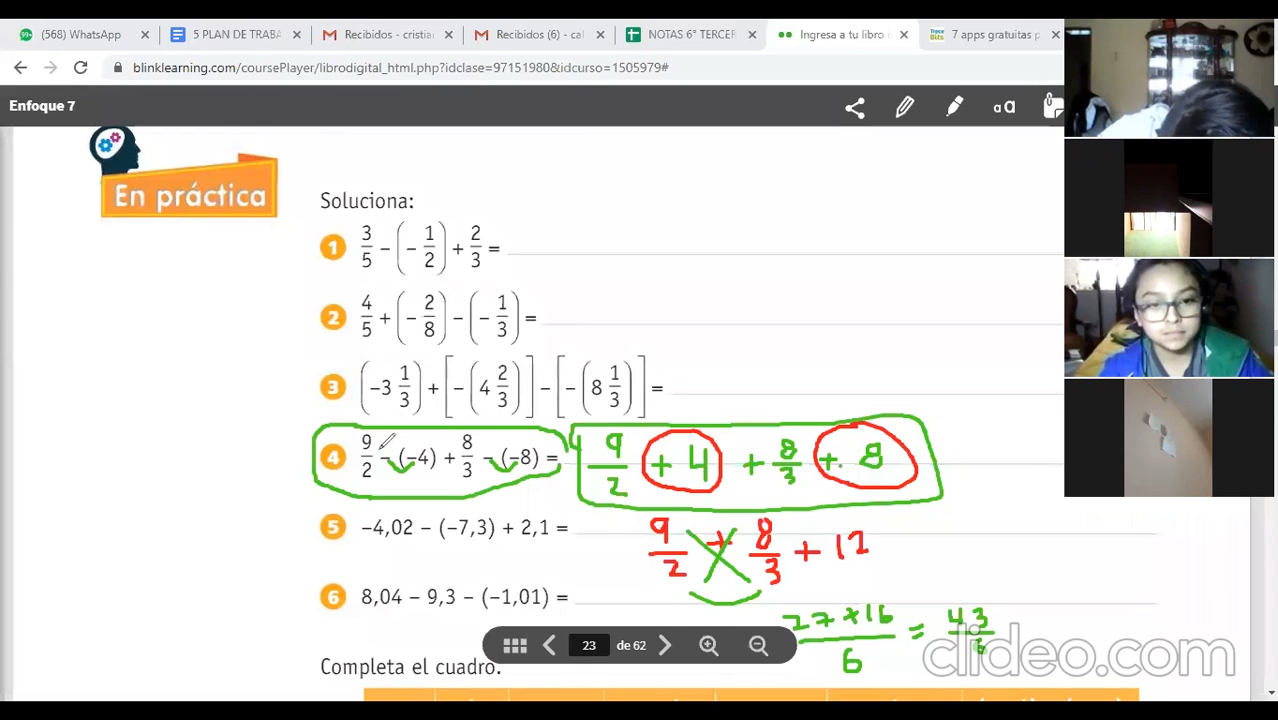 (568) WhatsApp
5 PLAN DE TRABA
Recibidos - cristia
Recibidos (6) - cal
NOTAS 6° TERCER
Ingresa a tu libro i
7 apps gratuitas p
blinklearning.com/coursePlayer/librodigital_html.php?idclase=97151980&idcurso=1505979#
Enfoque 7
aA
En práctica
Soluciona:
1 3/5 - (- 1/2) + 2/3 =
2 4/5 + (- 2/8) - (- 1/3) =
3 (-3 1/3) + [- (4 2/3)] - [- (8 1/3)] =
4 9/2 - (-4) + 8/3 - (-8) = 9/2 + 4 + 8/3 + 8
5 -4,02 - (-7,3) + 2,1 =
9/2 + 8/3 + 12
6 8,04 - 9,3 - (-1,01) =
27 + 16 / 6 = 43/6
23 de 62
clideo.com
Completa el cuadro.